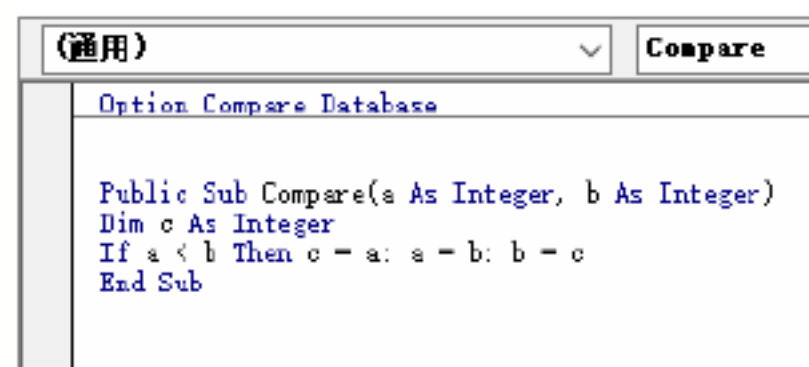 (通用)
Compare
Option Compare Database
Public Sub Compare(a As Integer, b As Integer)
Dim c As Integer
If a < b Then c = a: a = b: b = c
End Sub